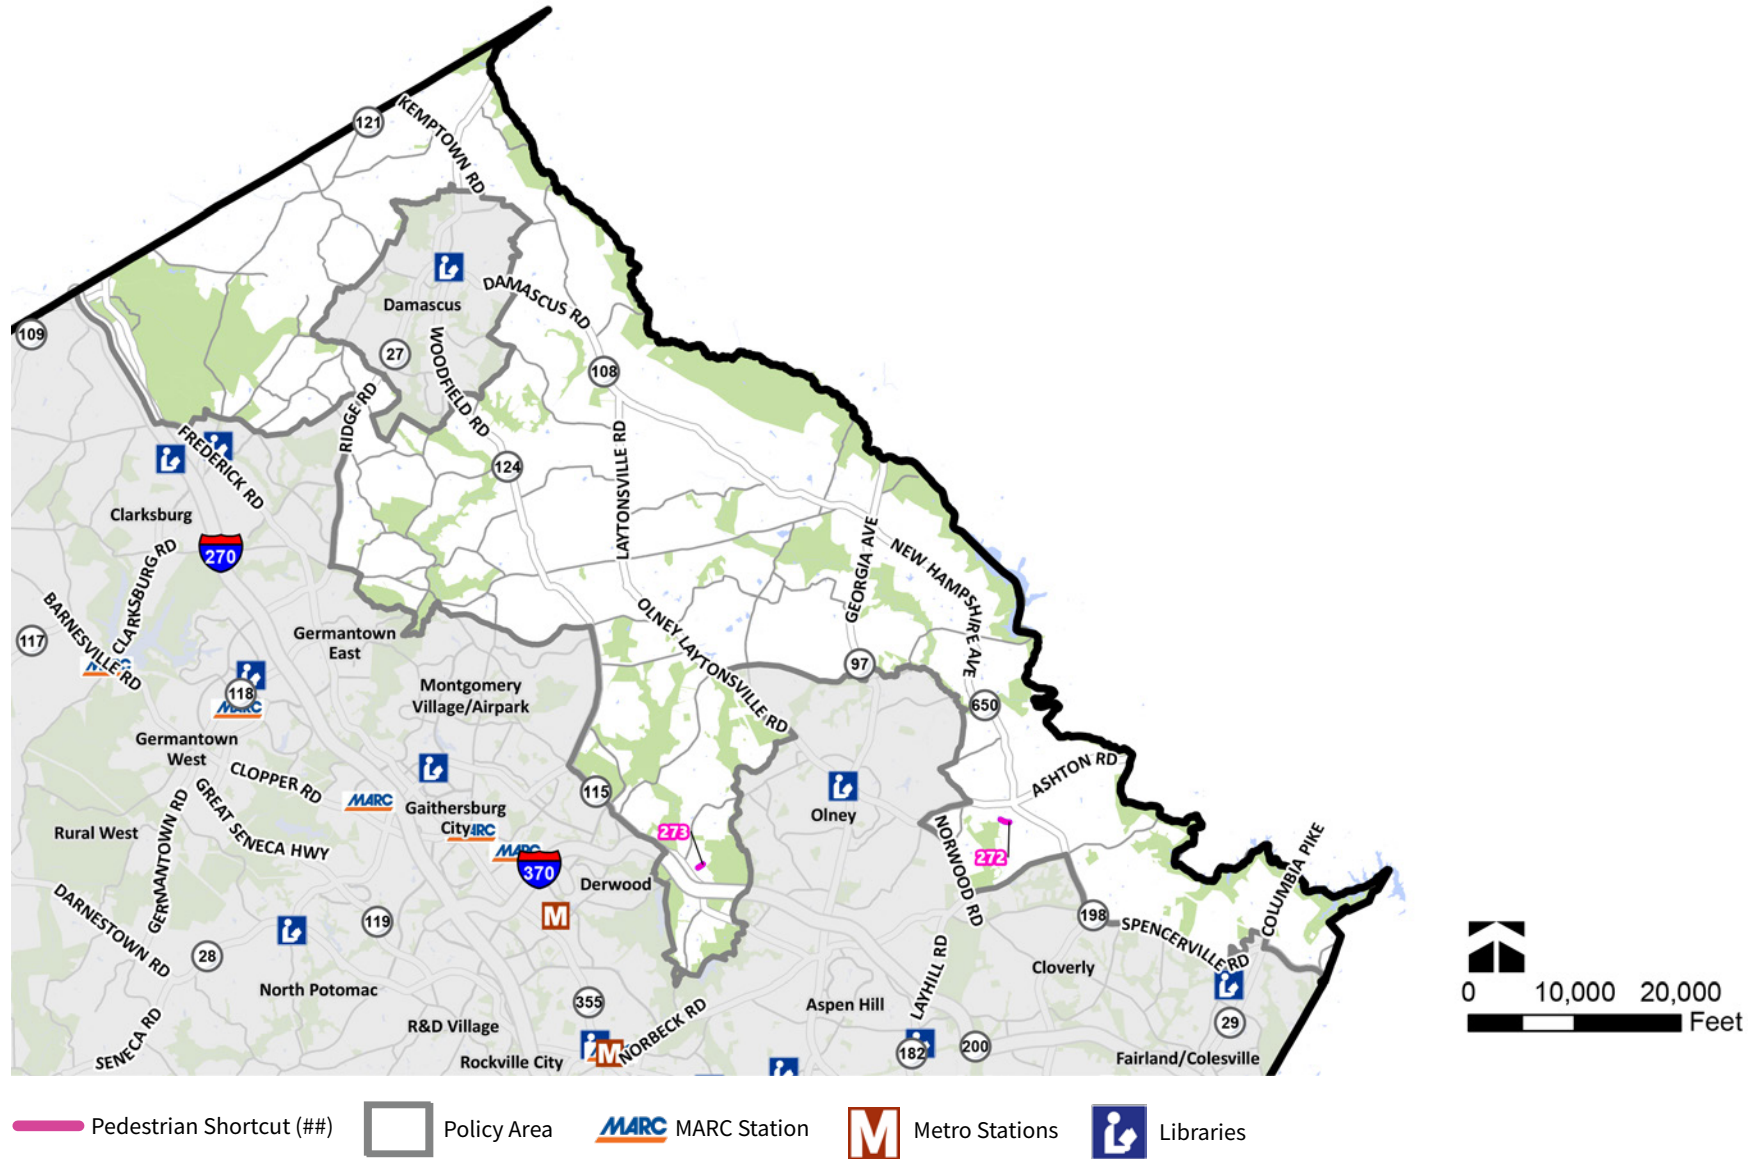 121
KEMPTOWN RD
109
Damascus
DAMASCUS RD
27
WOODFIELD RD
108
RIDGE RD
FREDERICK RD
124
LAYTONSVILLE RD
Clarksburg
270
CLARKSBURG RD
GEORGIA AVE
NEW HAMPSHIRE AVE
BARNESVILLE RD
117
MARC
Germantown
East
OLNEY LAYTONSVILLE RD
97
118
MARC
Montgomery
Village/Airpark
650
Germantown
West
CLOPPER RD
MARC
GREAT SENECA HWY
GERMANTOWN RD
Rural West
Gaithersburg
City
MARC
MARC
370
115
Olney
ASHTON RD
273
272
NORWOOD RD
Derwood
M
COLUMBIA PIKE
DARNESTOWN RD
119
28
198
SPENCERVILLE RD
North Potomac
LAYHILL RD
Cloverly
355
Aspen Hill
R&D Village
NORBECK RD
SENECA RD
Rockville City
M
182
200
29
Fairland/Colesville
0 10,000 20,000
Feet
Pedestrian Shortcut (##)
Policy Area
MARC
MARC Station
M
Metro Stations
Libraries